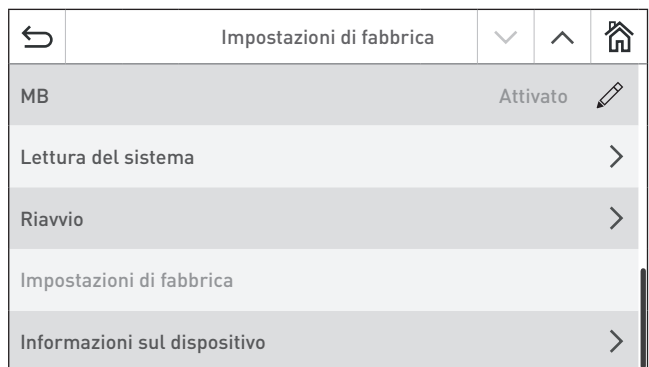 Impostazioni di fabbrica
MB Attivato
Lettura del sistema
Riavvio
Impostazioni di fabbrica
Informazioni sul dispositivo